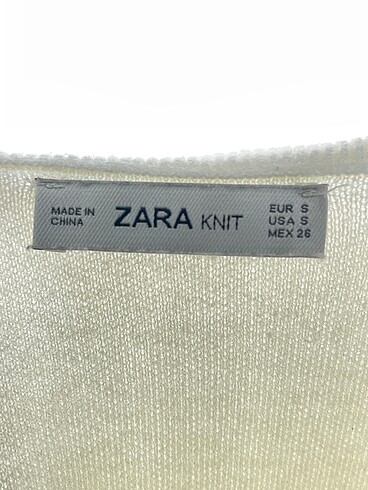 MADE IN
CHINA
ZARA KNIT
EUR S
USA S
MEX 26